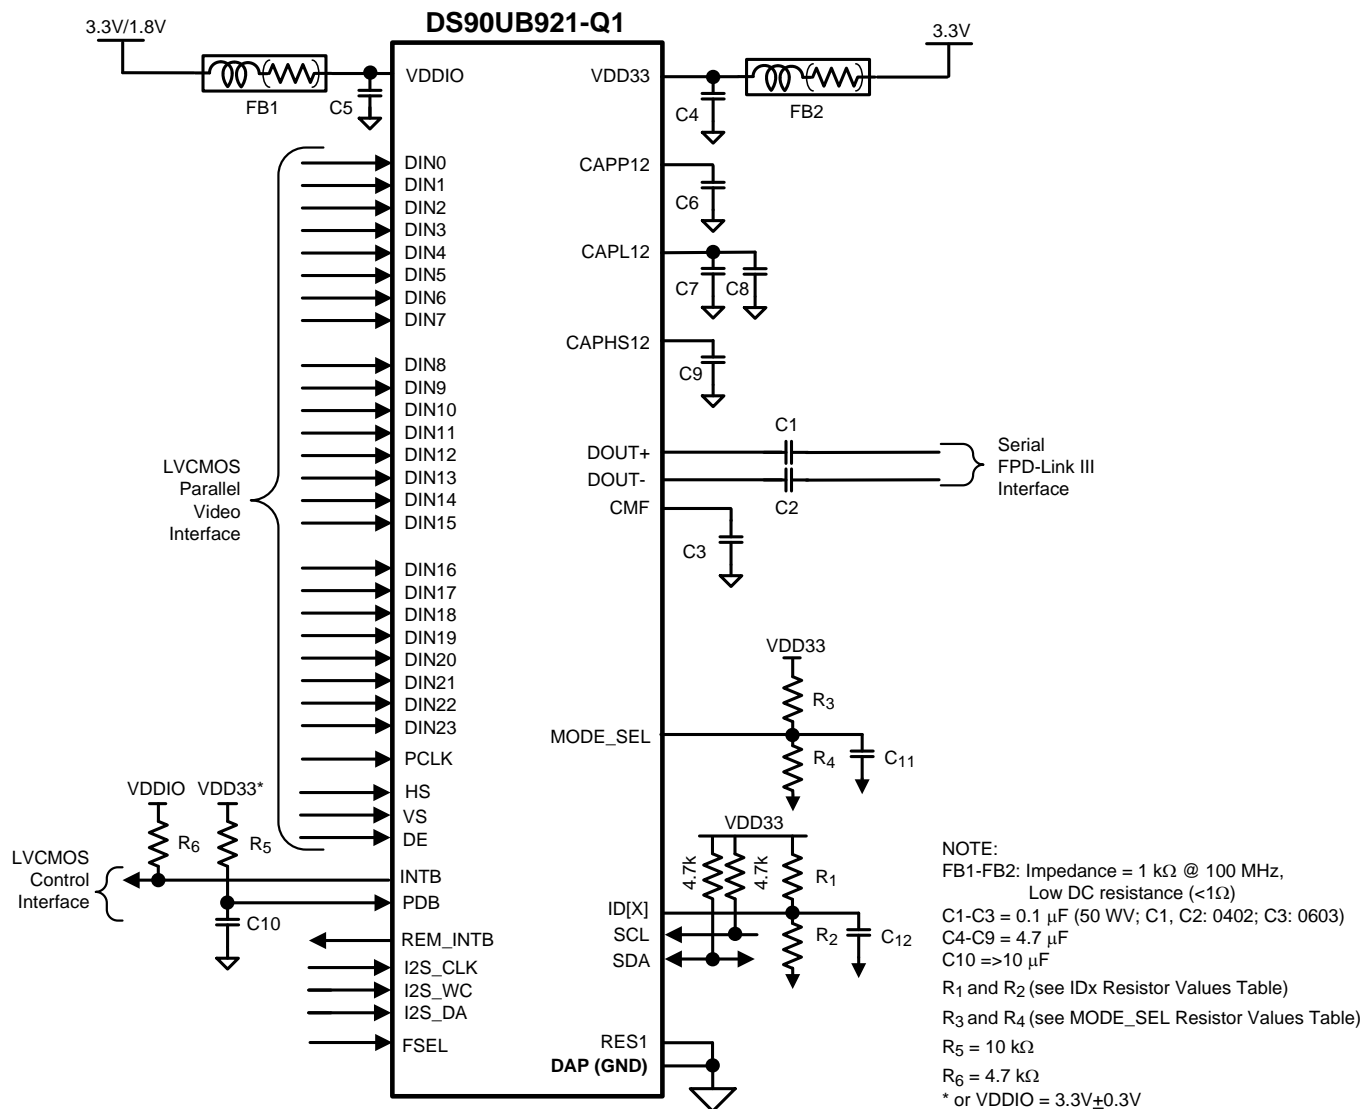 DS90UB921-Q1
3.3V/1.8V
FB1
C5
VDDIO
VDD33
C4
FB2
3.3V
LVCMOS
Parallel
Video
Interface
DIN0
DIN1
DIN2
DIN3
DIN4
DIN5
DIN6
DIN7
DIN8
DIN9
DIN10
DIN11
DIN12
DIN13
DIN14
DIN15
DIN16
DIN17
DIN18
DIN19
DIN20
DIN21
DIN22
DIN23
PCLK
HS
VS
DE
VDDIO
VDD33*
R6
R5
LVCMOS
Control
Interface
INTB
PDB
C10
REM_INTB
I2S_CLK
I2S_WC
I2S_DA
FSEL
CAPP12
C6
CAPL12
C7
C8
CAPHS12
C9
DOUT+
C1
DOUT-
C2
Serial
FPD-Link III
Interface
CMF
C3
VDD33
R3
MODE_SEL
R4
C11
VDD33
4.7k
4.7k
R1
ID[X]
SCL
SDA
R2
C12
RES1
DAP (GND)
NOTE:
FB1-FB2: Impedance = 1 kΩ @ 100 MHz,
Low DC resistance (<1Ω)
C1-C3 = 0.1 μF (50 WV; C1, C2: 0402; C3: 0603)
C4-C9 = 4.7 μF
C10 =>10 μF
R1 and R2 (see IDx Resistor Values Table)
R3 and R4 (see MODE_SEL Resistor Values Table)
R5 = 10 kΩ
R6 = 4.7 kΩ
* or VDDIO = 3.3V±0.3V